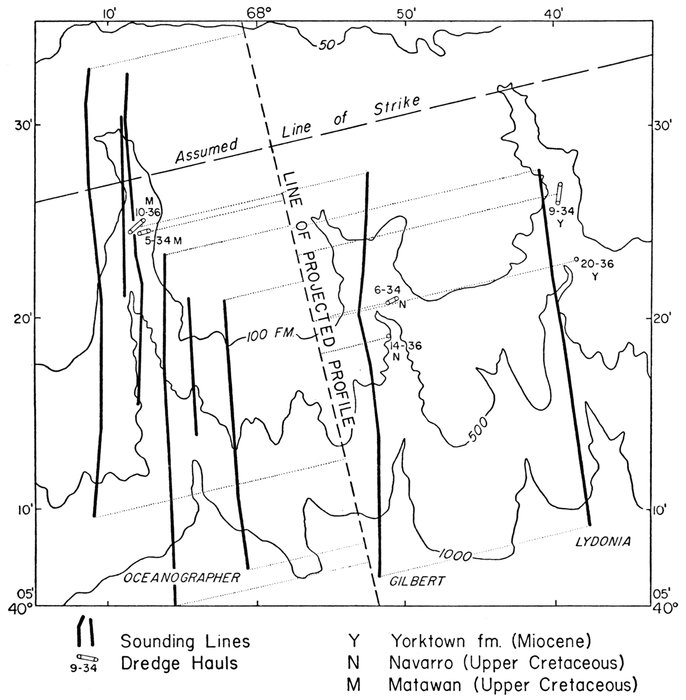 10' 68° 50' 40'
50
30' 30'
Assumed Line of Strike
M
10-36
5-34 M
9-34
Y
20-36
Y
6-34
N
20' 20'
100 FM.
14-36
N
LINE OF PROJECTED PROFILE
500
10' 10'
1000
LYDONIA
OCEANOGRAPHER
GILBERT
05' 05'
40° 40°
Sounding Lines
9-34 Dredge Hauls
Y Yorktown fm. (Miocene)
N Navarro (Upper Cretaceous)
M Matawan (Upper Cretaceous)